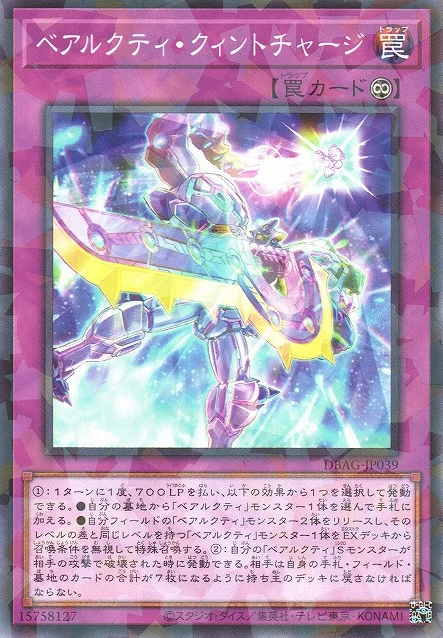 ベアルクティ・クィントチャージ
罠
トラップ
【罠カード】
トラップ
DBAG-JP039
①:1ターンに1度、700LPを払い、以下の効果から1つを選択して発動
できる。●自分の墓地から「ベアルクティ」モンスター1体を選んで手札に
加える。●自分フィールドの「ベアルクティ」モンスター2体をリリースし、その
レベルの差と同じレベルを持つ「ベアルクティ」モンスター1体をEXデッキから
召喚条件を無視して特殊召喚する。②:自分の「ベアルクティ」Sモンスターが
相手の攻撃で破壊された時に発動できる。相手は自身の手札・フィールド・
墓地のカードの合計が7枚になるように持ち主のデッキに戻さなければ
ならない。
15758127
©スタジオ・ダイス/集英社・テレビ東京・KONAMI